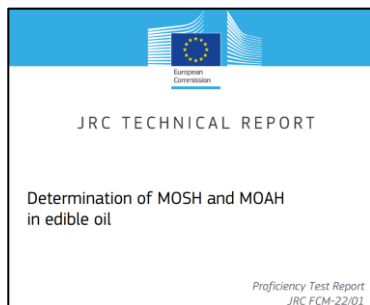 European
Commission
JRC TECHNICAL REPORT
Determination of MOSH and MOAH
in edible oil
Proficiency Test Report
JRC FCM-22/01